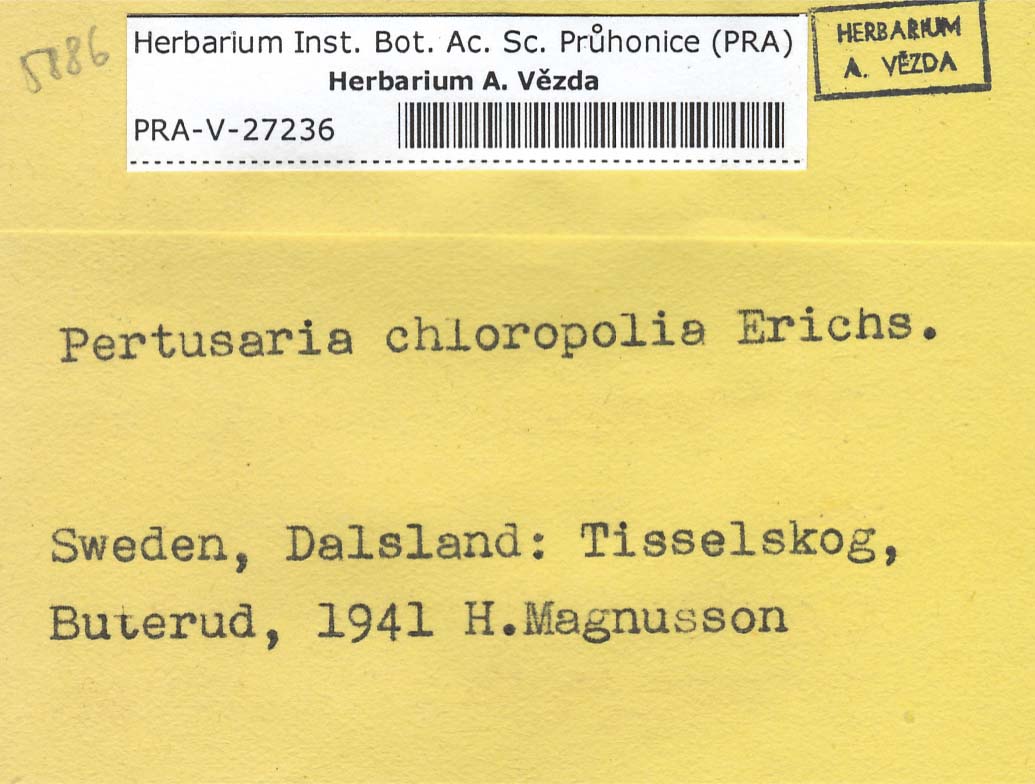 5886
Herbarium Inst. Bot. Ac. Sc. Průhonice (PRA)
Herbarium A. Vězda
PRA-V-27236
HERBARIUM
A. VĚZDA
Pertusaria chloropolia Erichs.
Sweden, Dalsland: Tisselskog,
Buterud, 1941 H.Magnusson